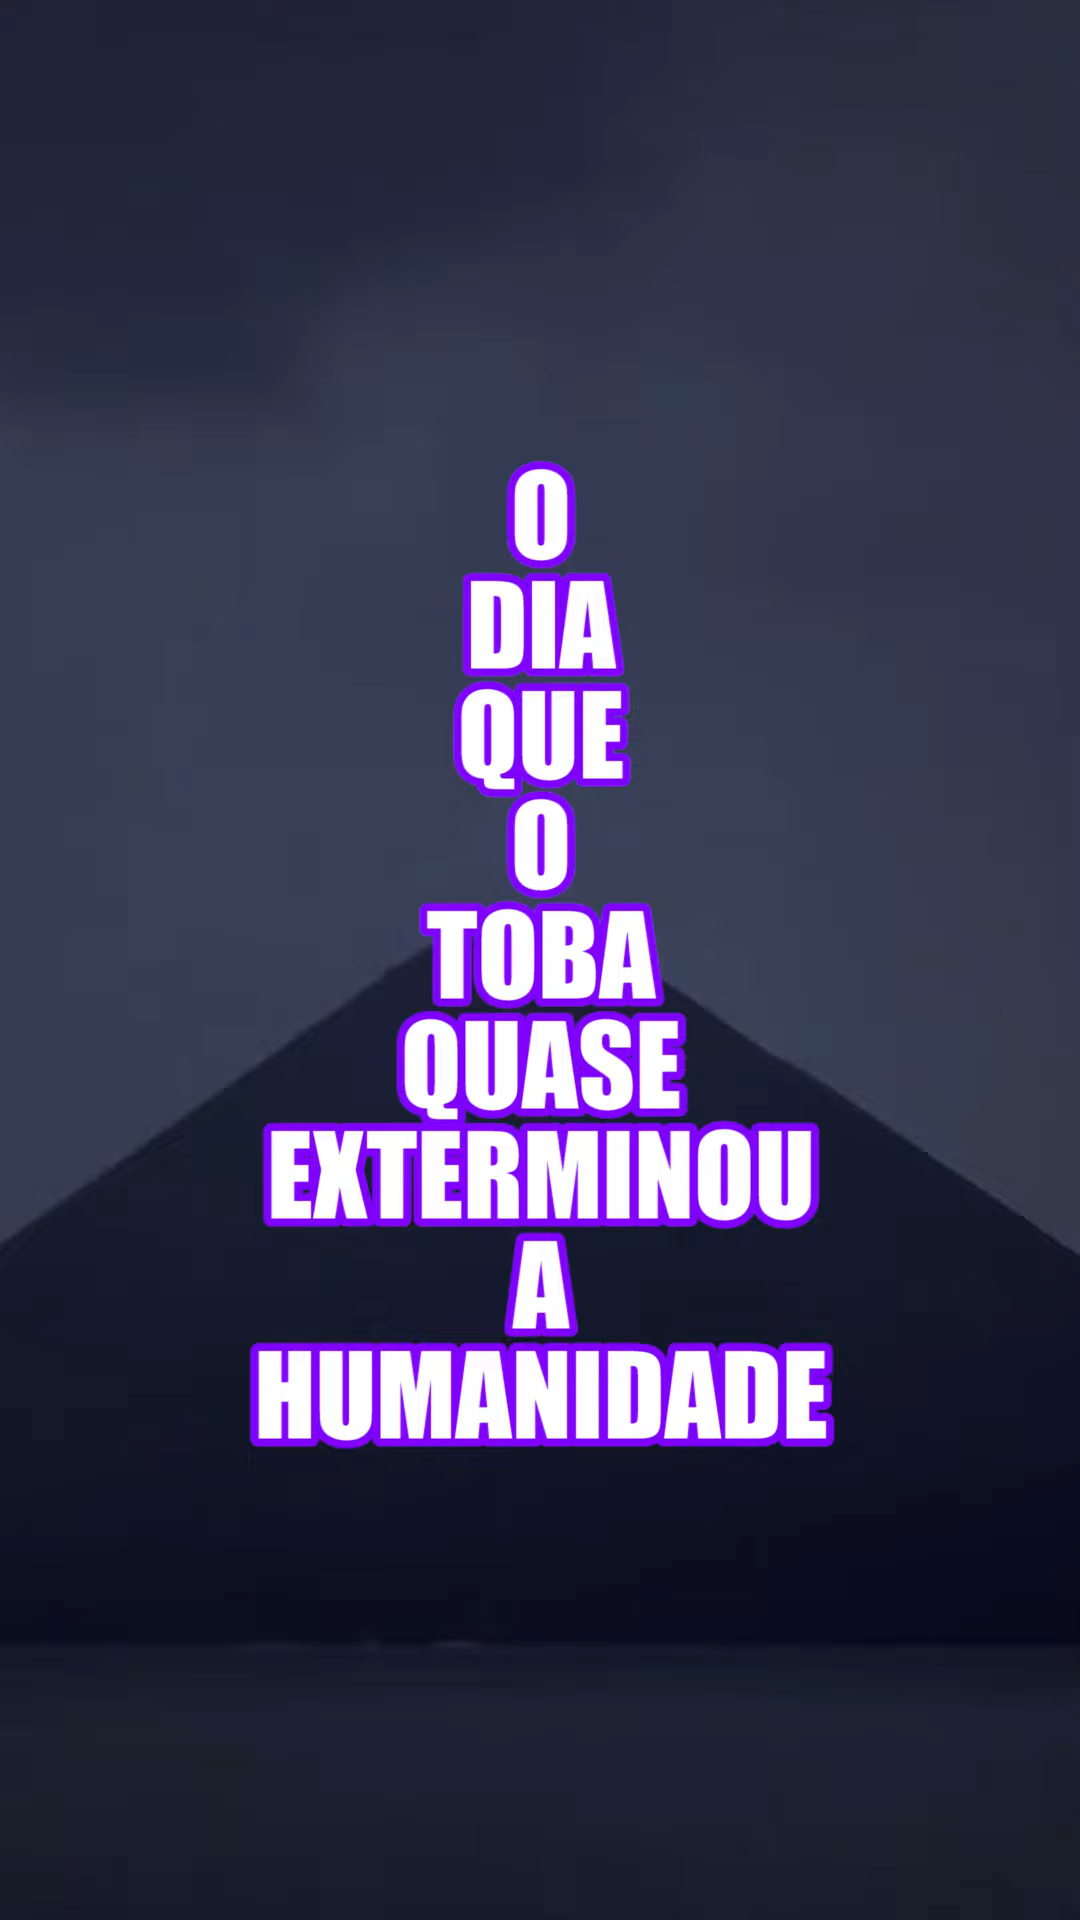 O
DIA
QUE
O
TOBA
QUASE
EXTERMINOU
A
HUMANIDADE